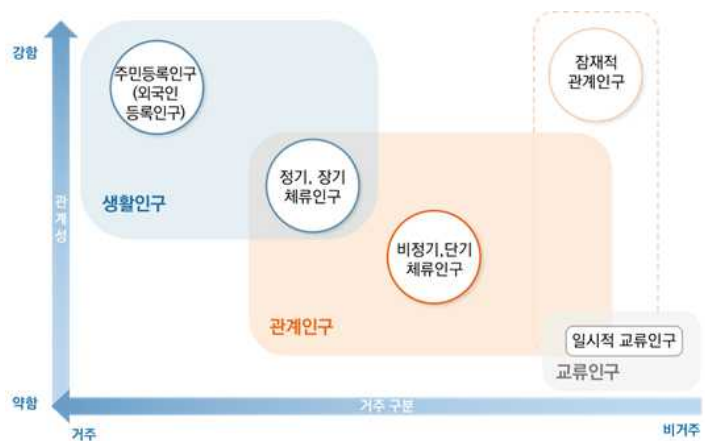 강함
주민등록인구
(외국인
등록인구)
잠재적
관계인구
정기, 장기
체류인구
생활인구
관계성
비정기,단기
체류인구
관계인구
일시적 교류인구
교류인구
약함
거주 구분
거주
비거주